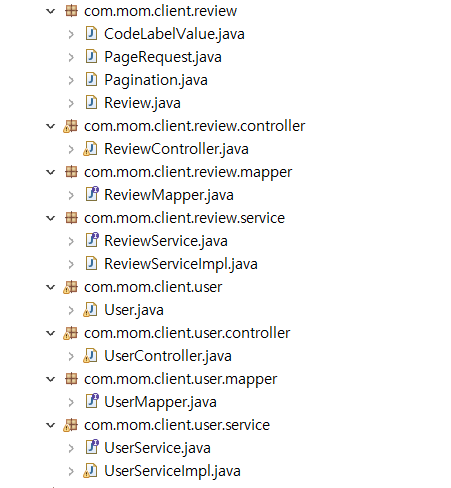 com.mom.client.review
CodeLabelValue.java
PageRequest.java
Pagination.java
Review.java
com.mom.client.review.controller
ReviewController.java
com.mom.client.review.mapper
ReviewMapper.java
com.mom.client.review.service
ReviewService.java
ReviewServiceImpl.java
com.mom.client.user
User.java
com.mom.client.user.controller
UserController.java
com.mom.client.user.mapper
UserMapper.java
com.mom.client.user.service
UserService.java
UserServiceImpl.java